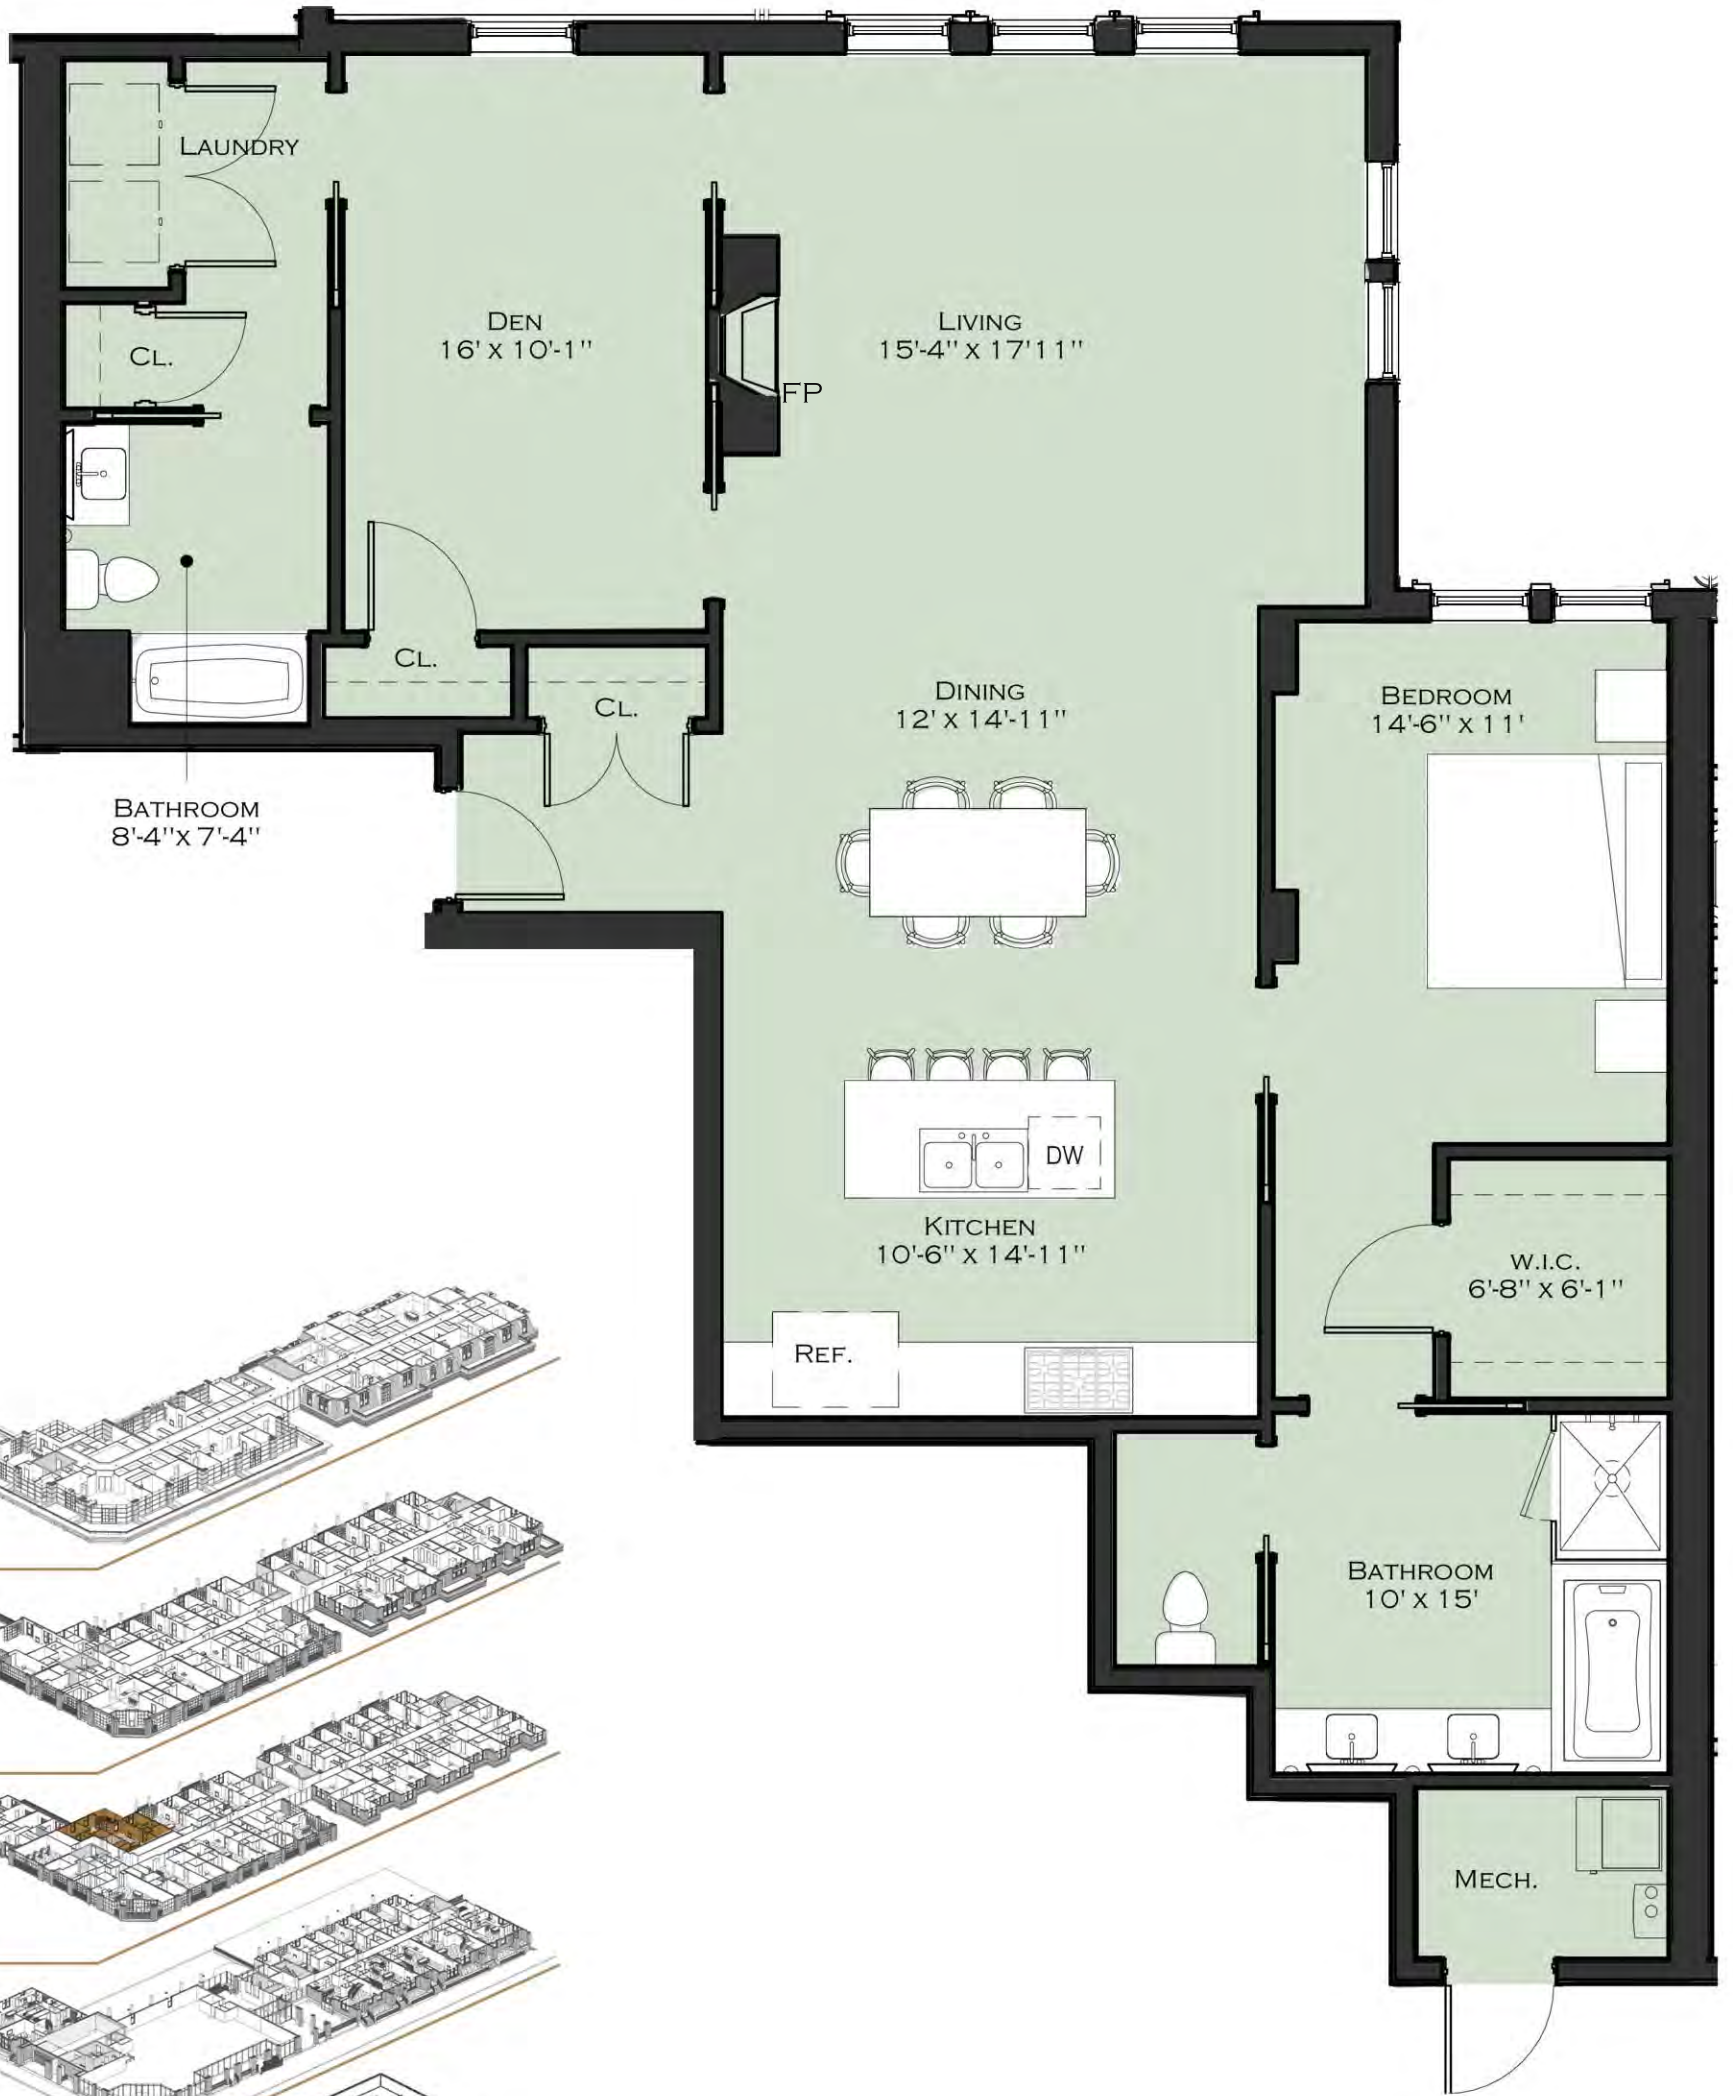 LAUNDRY
CL.
DEN
16' X 10'-1"
LIVING
15'-4" X 17'11"
FP
CL.
CL.
DINING
12' X 14'-11"
BEDROOM
14'-6" X 11'
BATHROOM
8'-4"X 7'-4"
DW
KITCHEN
10'-6" X 14'-11"
W.I.C.
6'-8" X 6'-1"
REF.
BATHROOM
10' X 15'
MECH.